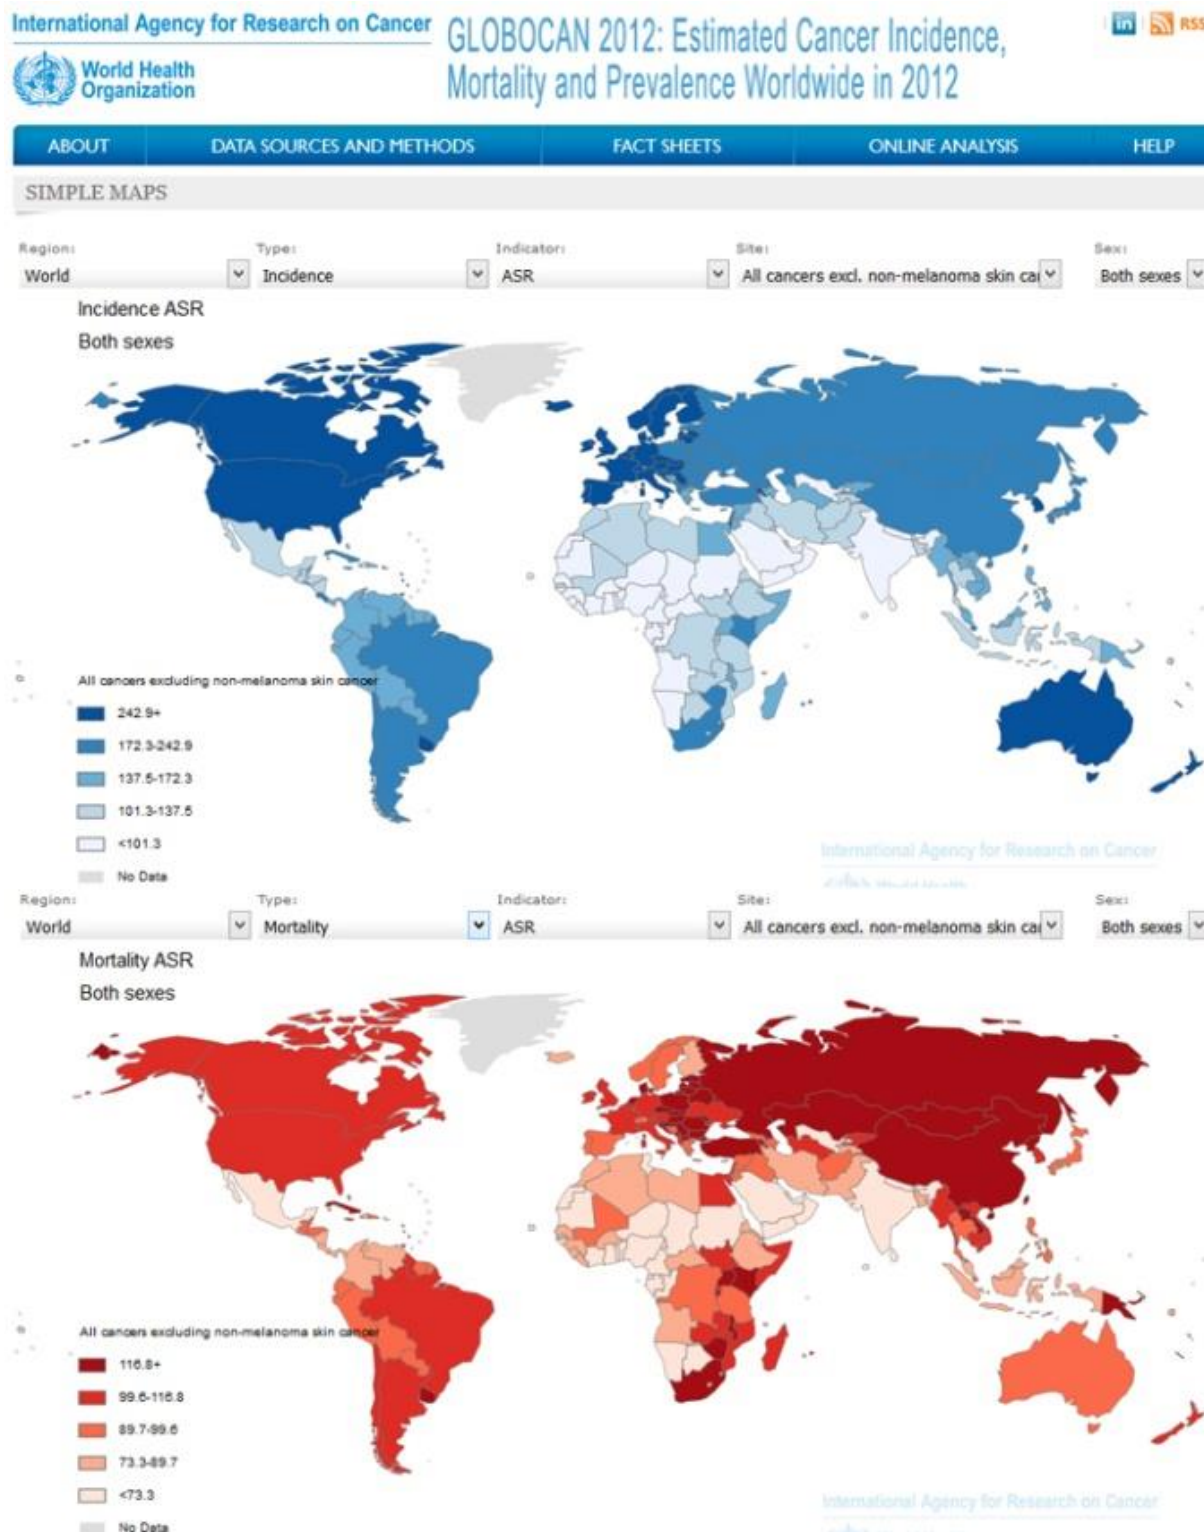 International Agency for Research on Cancer
World Health
Organization
GLOBOCAN 2012: Estimated Cancer Incidence,
Mortality and Prevalence Worldwide in 2012
in RSS
ABOUT DATA SOURCES AND METHODS FACT SHEETS ONLINE ANALYSIS HELP
SIMPLE MAPS
Region: Type: Indicator: Site: Sex:
World Incidence ASR All cancers excl. non-melanoma skin ca Both sexes
Incidence ASR
Both sexes
All cancers excluding non-melanoma skin cancer
242.9+
172.3-242.9
137.5-172.3
101.3-137.5
<101.3
No Data
International Agency for Research on Cancer
Region: Type: Indicator: Site: Sex:
World Mortality ASR All cancers excl. non-melanoma skin ca Both sexes
Mortality ASR
Both sexes
All cancers excluding non-melanoma skin cancer
116.8+
99.6-116.8
89.7-99.6
73.3-89.7
<73.3
No Data
International Agency for Research on Cancer